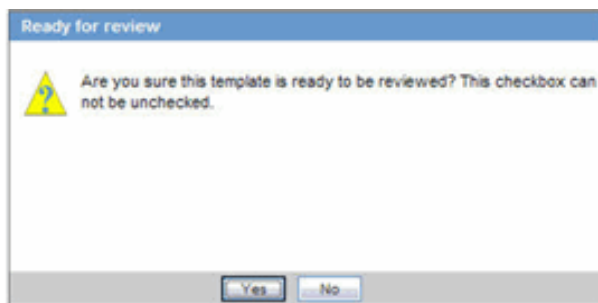 Ready for review
Are you sure this template is ready to be reviewed? This checkbox can
not be unchecked.
Yes No